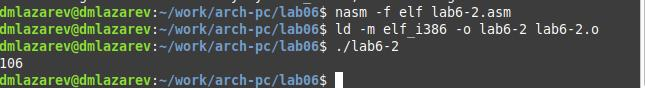 dmlazarev@dmlazarev:~/work/arch-pc/lab06$ nasm -f elf lab6-2.asm
dmlazarev@dmlazarev:~/work/arch-pc/lab06$ ld -m elf_i386 -o lab6-2 lab6-2.o
dmlazarev@dmlazarev:~/work/arch-pc/lab06$ ./lab6-2
106
dmlazarev@dmlazarev:~/work/arch-pc/lab06$